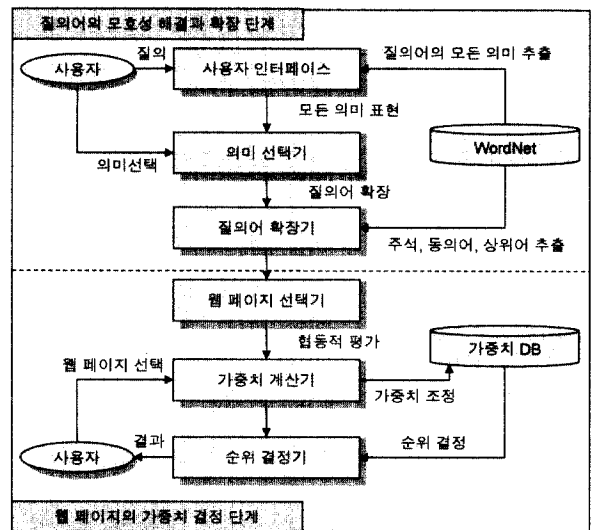 질의어의 모호성 해결과 확장 단계
질의
질의어의 모든 의미 추출
사용자
사용자 인터페이스
모든 의미 표현
의미 선택기
WordNet
의미선택
질의어 확장
질의어 확장기
주석, 동의어, 상위어 추출
웹 페이지 선택기
협동적 평가
웹 페이지 선택
가중치 DB
가중치 계산기
가중치 조정
결과
순위 결정
사용자
순위 결정기
웹 페이지의 가중치 결정 단계